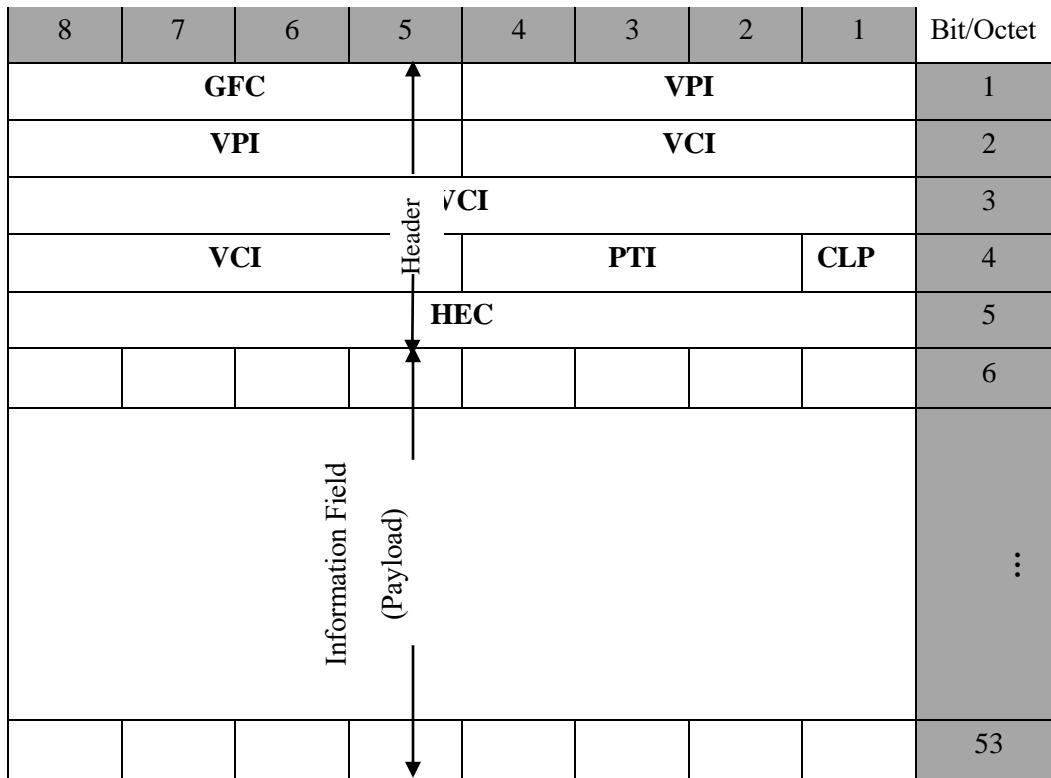 8 7 6 5 4 3 2 1 Bit/Octet
GFC VPI 1
VPI VCI 2
VCI 3
VCI PTI CLP 4
HEC 5
Header
6
Information Field
(Payload)
⋮
53